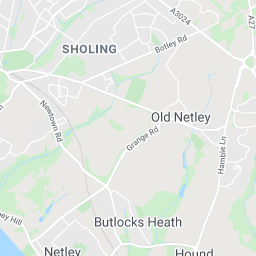 A3024
A27
SHOLING
Botley Rd
Old Netley
Newtown Rd
Grange Rd
Hamble Ln
ey Hill
Butlocks Heath
Netley
Hound